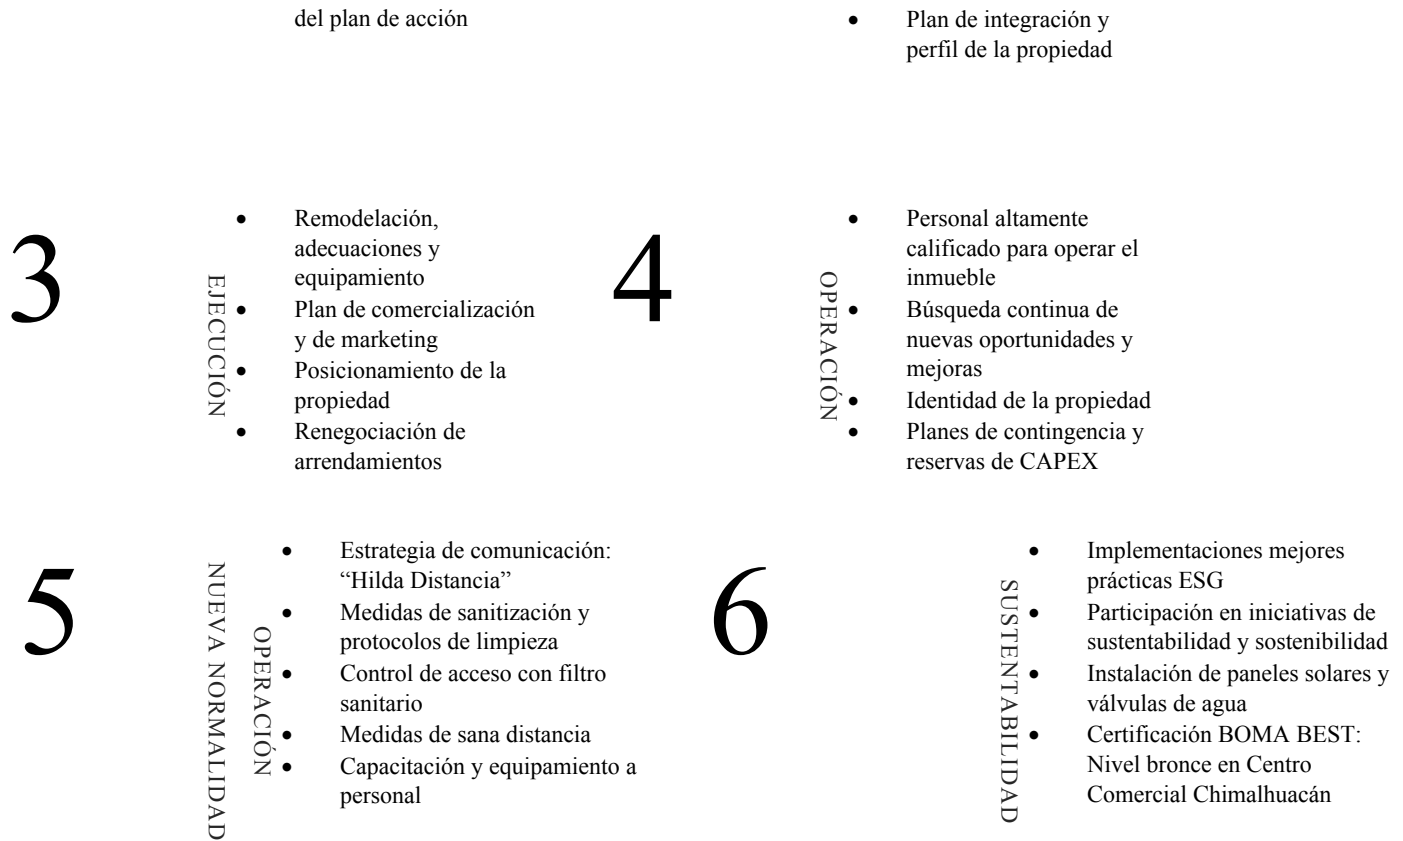 del plan de acción
• Plan de integración y
perfil de la propiedad
3
EJECUCIÓN
• Remodelación,
adecuaciones y
equipamiento
• Plan de comercialización
y de marketing
• Posicionamiento de la
propiedad
• Renegociación de
arrendamientos
4
OPERACIÓN
• Personal altamente
calificado para operar el
inmueble
• Búsqueda continua de
nuevas oportunidades y
mejoras
• Identidad de la propiedad
• Planes de contingencia y
reservas de CAPEX
5
OPERACIÓN
NUEVA NORMALIDAD
• Estrategia de comunicación:
“Hilda Distancia”
• Medidas de sanitización y
protocolos de limpieza
• Control de acceso con filtro
sanitario
• Medidas de sana distancia
• Capacitación y equipamiento a
personal
6
SUSTENTABILIDAD
• Implementaciones mejores
prácticas ESG
• Participación en iniciativas de
sustentabilidad y sostenibilidad
• Instalación de paneles solares y
válvulas de agua
• Certificación BOMA BEST:
Nivel bronce en Centro
Comercial Chimalhuacán